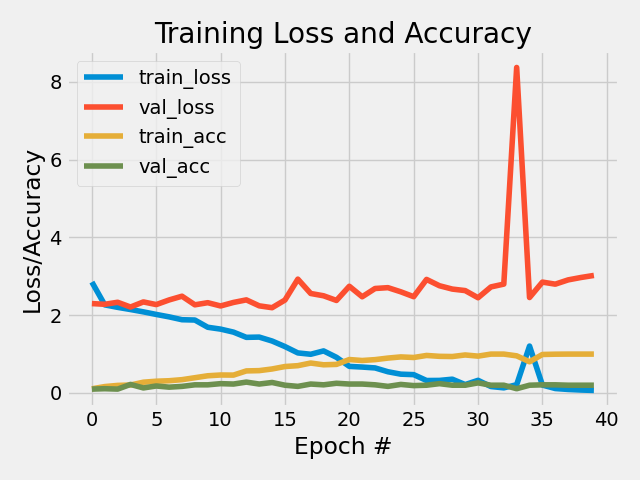 Training Loss and Accuracy
train_loss
val_loss
train_acc
val_acc
Loss/Accuracy
8
6
4
2
0
0 5 10 15 20 25 30 35 40
Epoch #